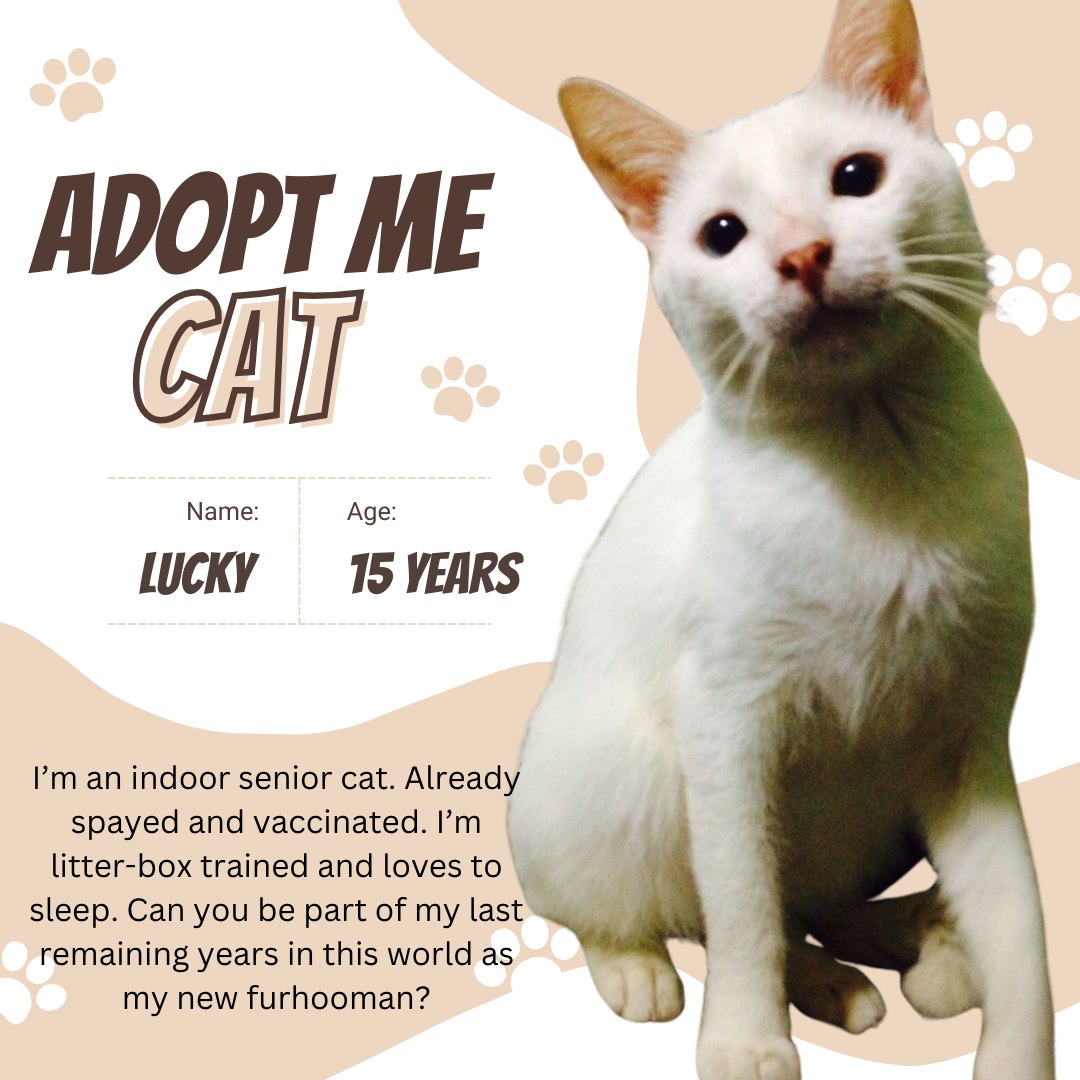 ADOPT ME
CAT
Name:
LUCKY
Age:
15 YEARS
I’m an indoor senior cat. Already
spayed and vaccinated. I’m
litter-box trained and loves to
sleep. Can you be part of my last
remaining years in this world as
my new furhooman?